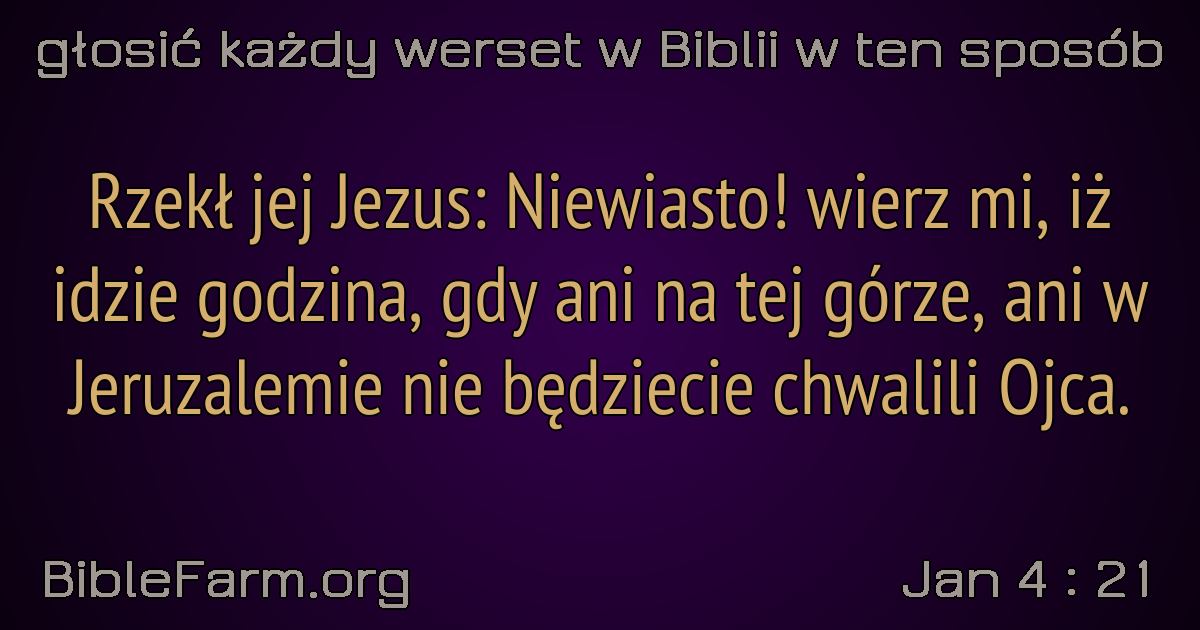 głosić każdy werset w Biblii w ten sposób
Rzekł jej Jezus: Niewiasto! wierz mi, iż
idzie godzina, gdy ani na tej górze, ani w
Jeruzalemie nie będziecie chwalili Ojca.
BibleFarm.org
Jan 4 : 21